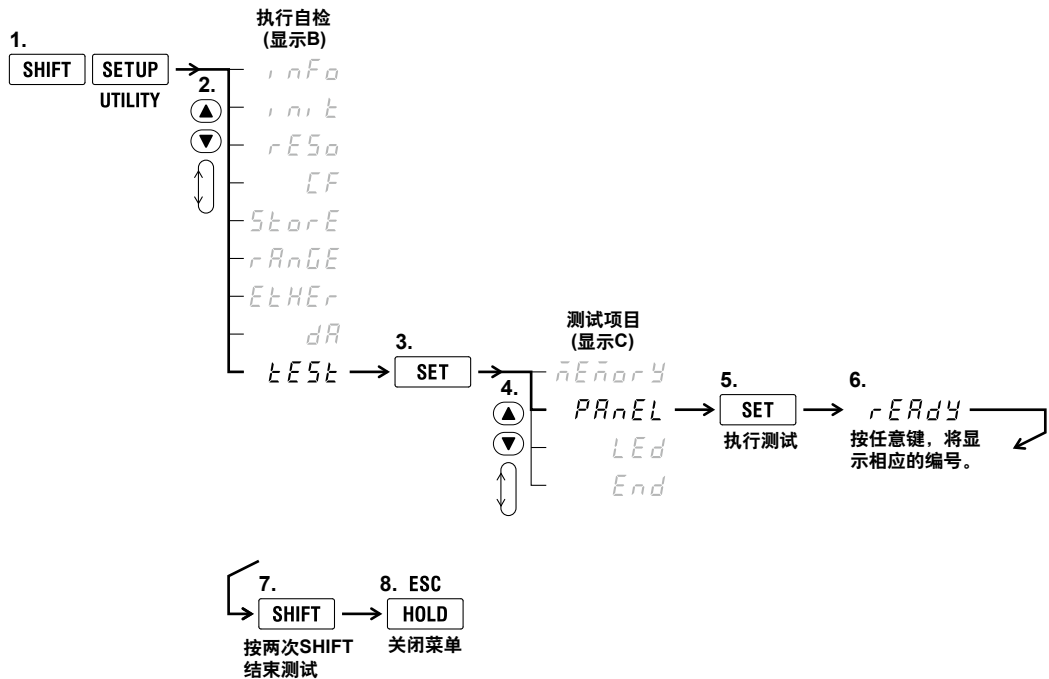 执行自检
(显示B)
1.
SHIFT SETUP
UTILITY
2.
inFo
init
rESo
CF
StorE
rAnGE
EtHEr
dA
tESt
3.
SET
测试项目
(显示C)
4.
mEmorY
PAnEL
LEd
End
5.
SET
执行测试
6.
rEAdY
按任意键，将显
示相应的编号。
7.
SHIFT
按两次SHIFT
结束测试
8. ESC
HOLD
关闭菜单